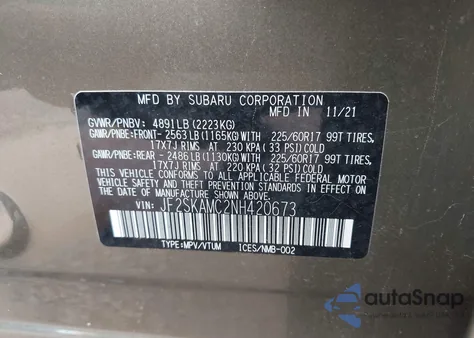 MFD BY SUBARU CORPORATION
MFD IN 11/21
GVWR/PNBV: 4891LB (2223KG)
GAWR/PNBE:FRONT- 2563LB(1165KG)WITH 225/60R17 99T TIRES,
17X7J RIMS AT 230 KPA (33 PSI)COLD
GAWR/PNBE:REAR - 2486LB(1130KG)WITH 225/60R17 99T TIRES,
17X7J RIMS AT 220 KPA (32 PSI)COLD
THIS VEHICLE CONFORMS TO ALL APPLICABLE FEDERAL MOTOR
VEHICLE SAFETY AND THEFT PREVENTION STANDARDS IN EFFECT ON
THE DATE OF MANUFACTURE SHOWN ABOVE.
VIN: JF2SKAMC2NH420673
TYPE:MPV/VTUM ICES/NMB-002
autoSnap